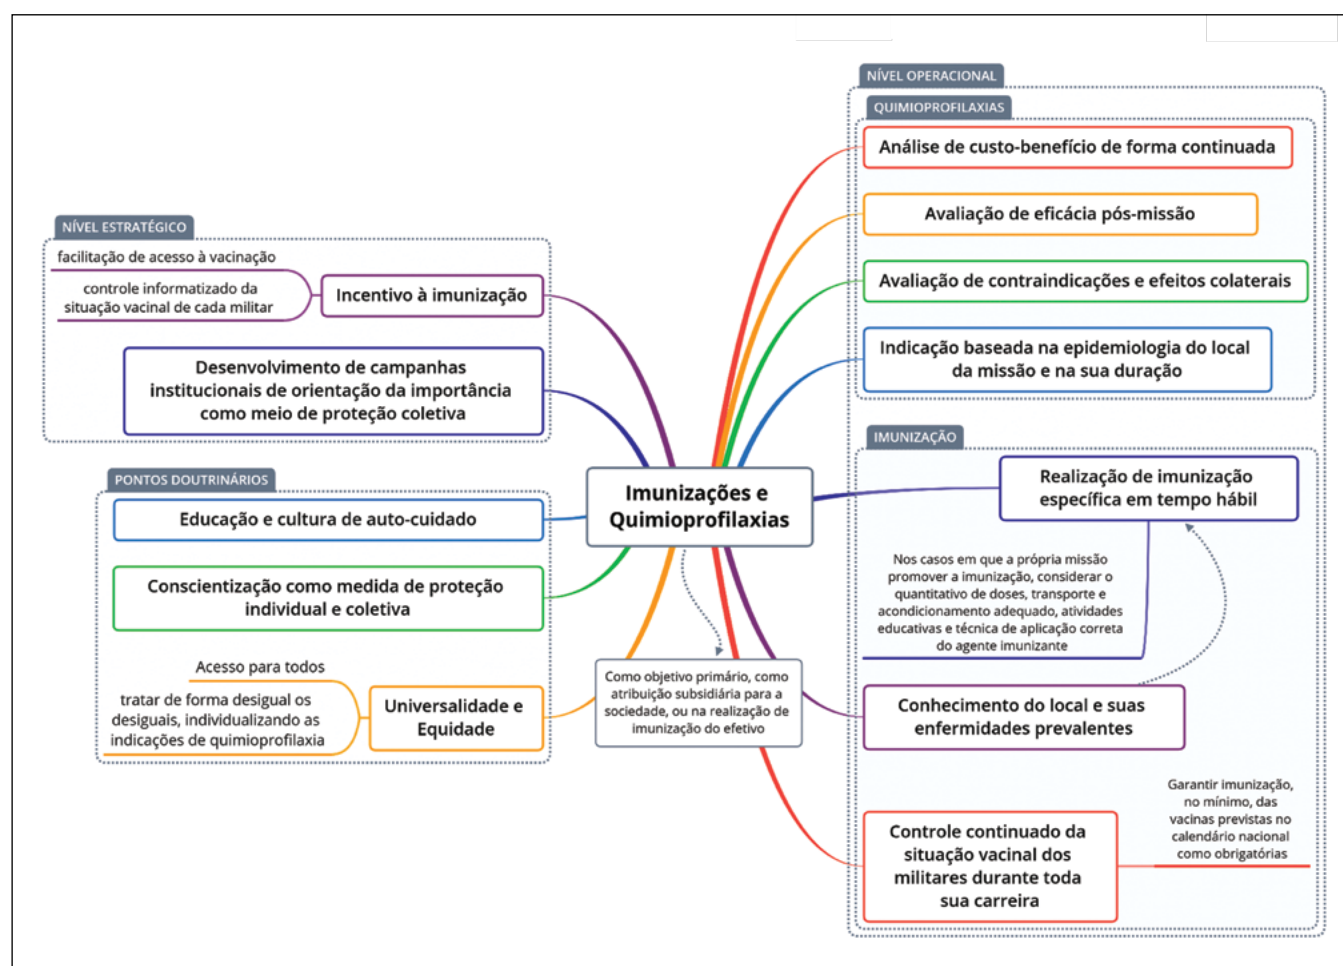 NÍVEL ESTRATÉGICO
facilitação de acesso à vacinação
controle informatizado da
situação vacinal de cada militar
Incentivo à imunização
Desenvolvimento de campanhas
institucionais de orientação da importância
como meio de proteção coletiva
PONTOS DOUTRINÁRIOS
Educação e cultura de auto-cuidado
Conscientização como medida de proteção
individual e coletiva
Acesso para todos
tratar de forma desigual os
desiguais, individualizando as
indicações de quimioprofilaxia
Universalidade e
Equidade
Imunizações e
Quimioprofilaxias
Como objetivo primário, como
atribuição subsidiária para a
sociedade, ou na realização de
imunização do efetivo
NÍVEL OPERACIONAL
QUIMIOPROFILAXIAS
Análise de custo-benefício de forma continuada
Avaliação de eficácia pós-missão
Avaliação de contraindicações e efeitos colaterais
Indicação baseada na epidemiologia do local
da missão e na sua duração
IMUNIZAÇÃO
Realização de imunização
específica em tempo hábil
Nos casos em que a própria missão
promover a imunização, considerar o
quantitativo de doses, transporte e
acondicionamento adequado, atividades
educativas e técnica de aplicação correta
do agente imunizante
Conhecimento do local e suas
enfermidades prevalentes
Controle continuado da
situação vacinal dos
militares durante toda
sua carreira
Garantir imunização,
no mínimo, das
vacinas previstas no
calendário nacional
como obrigatórias